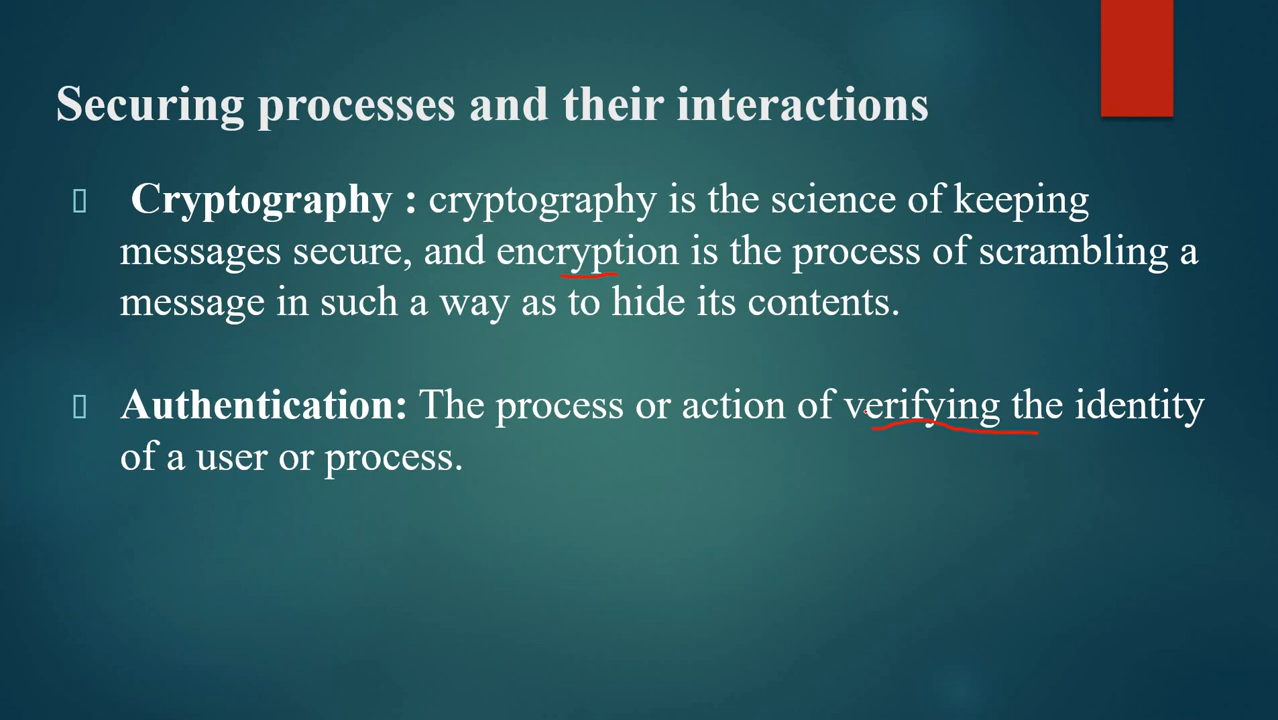 Securing processes and their interactions
Cryptography : cryptography is the science of keeping
messages secure, and encryption is the process of scrambling a
message in such a way as to hide its contents.
Authentication: The process or action of verifying the identity
of a user or process.